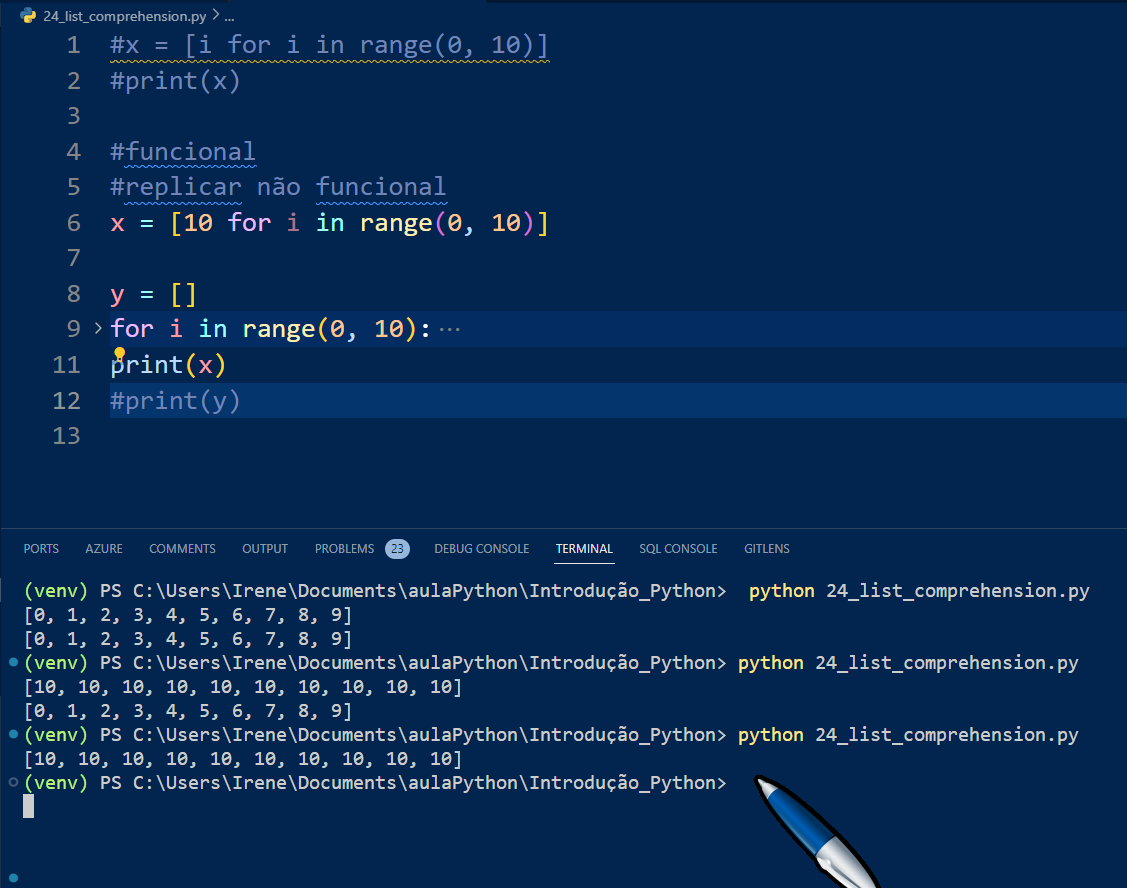 24_list_comprehension.py > ...
1 #x = [i for i in range(0, 10)]
2 #print(x)
3
4 #funcional
5 #replicar não funcional
6 x = [10 for i in range(0, 10)]
7
8 y = []
9 > for i in range(0, 10): ···
11 print(x)
12 #print(y)
13
PORTS AZURE COMMENTS OUTPUT PROBLEMS 23 DEBUG CONSOLE TERMINAL SQL CONSOLE GITLENS
(venv) PS C:\Users\Irene\Documents\aulaPython\Introdução_Python>  python 24_list_comprehension.py
[0, 1, 2, 3, 4, 5, 6, 7, 8, 9]
[0, 1, 2, 3, 4, 5, 6, 7, 8, 9]
(venv) PS C:\Users\Irene\Documents\aulaPython\Introdução_Python> python 24_list_comprehension.py
[10, 10, 10, 10, 10, 10, 10, 10, 10, 10]
[0, 1, 2, 3, 4, 5, 6, 7, 8, 9]
(venv) PS C:\Users\Irene\Documents\aulaPython\Introdução_Python> python 24_list_comprehension.py
[10, 10, 10, 10, 10, 10, 10, 10, 10, 10]
(venv) PS C:\Users\Irene\Documents\aulaPython\Introdução_Python>